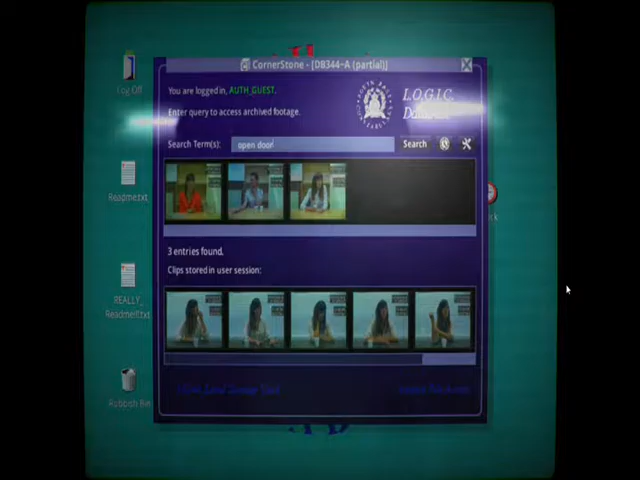 CornerStone - [DB344-A (partial)]
You are logged in, AUTH_GUEST.
Enter query to access archived footage.
L.O.G.I.C.
Log Off
Search Term(s):
open door
Search
Readme.txt
3 entries found.
Clips stored in user session:
REALLY_
Readme!!.txt
Rubbish Bin